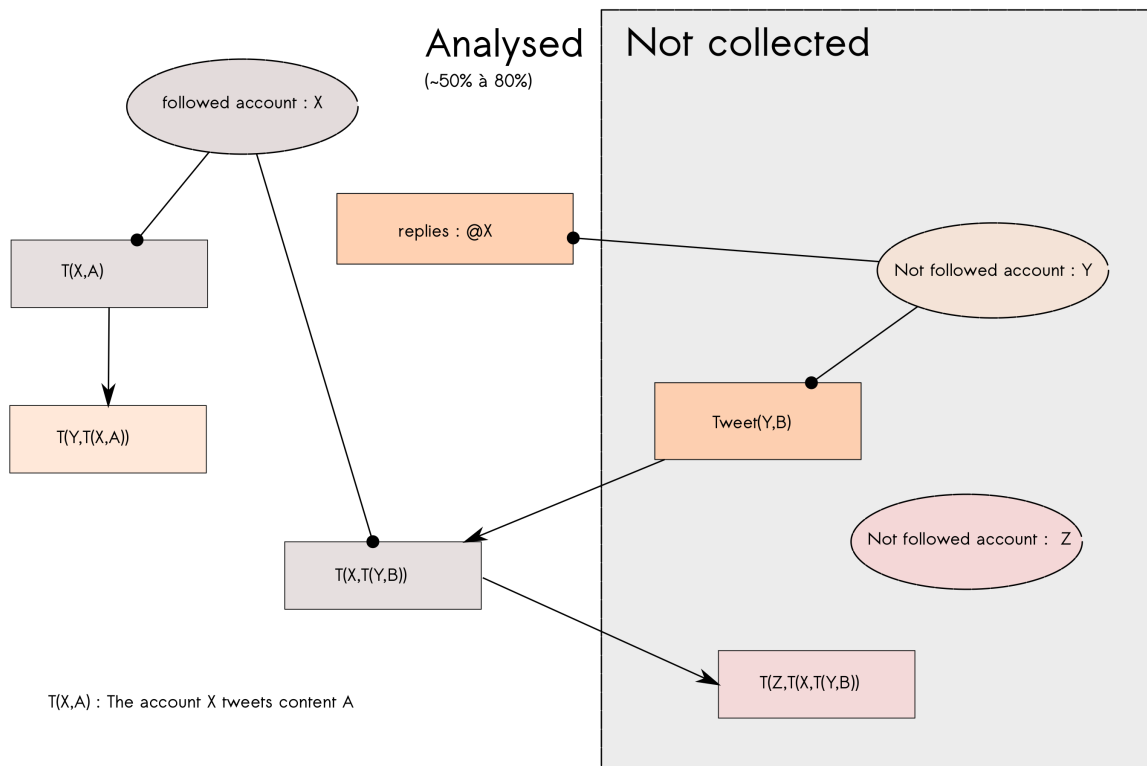 Analysed
(~50% à 80%)
Not collected
followed account : X
replies : @X
T(X,A)
Not followed account : Y
Tweet(Y,B)
T(Y,T(X,A))
Not followed account :  Z
T(X,T(Y,B))
T(Z,T(X,T(Y,B))
T(X,A) : The account X tweets content A